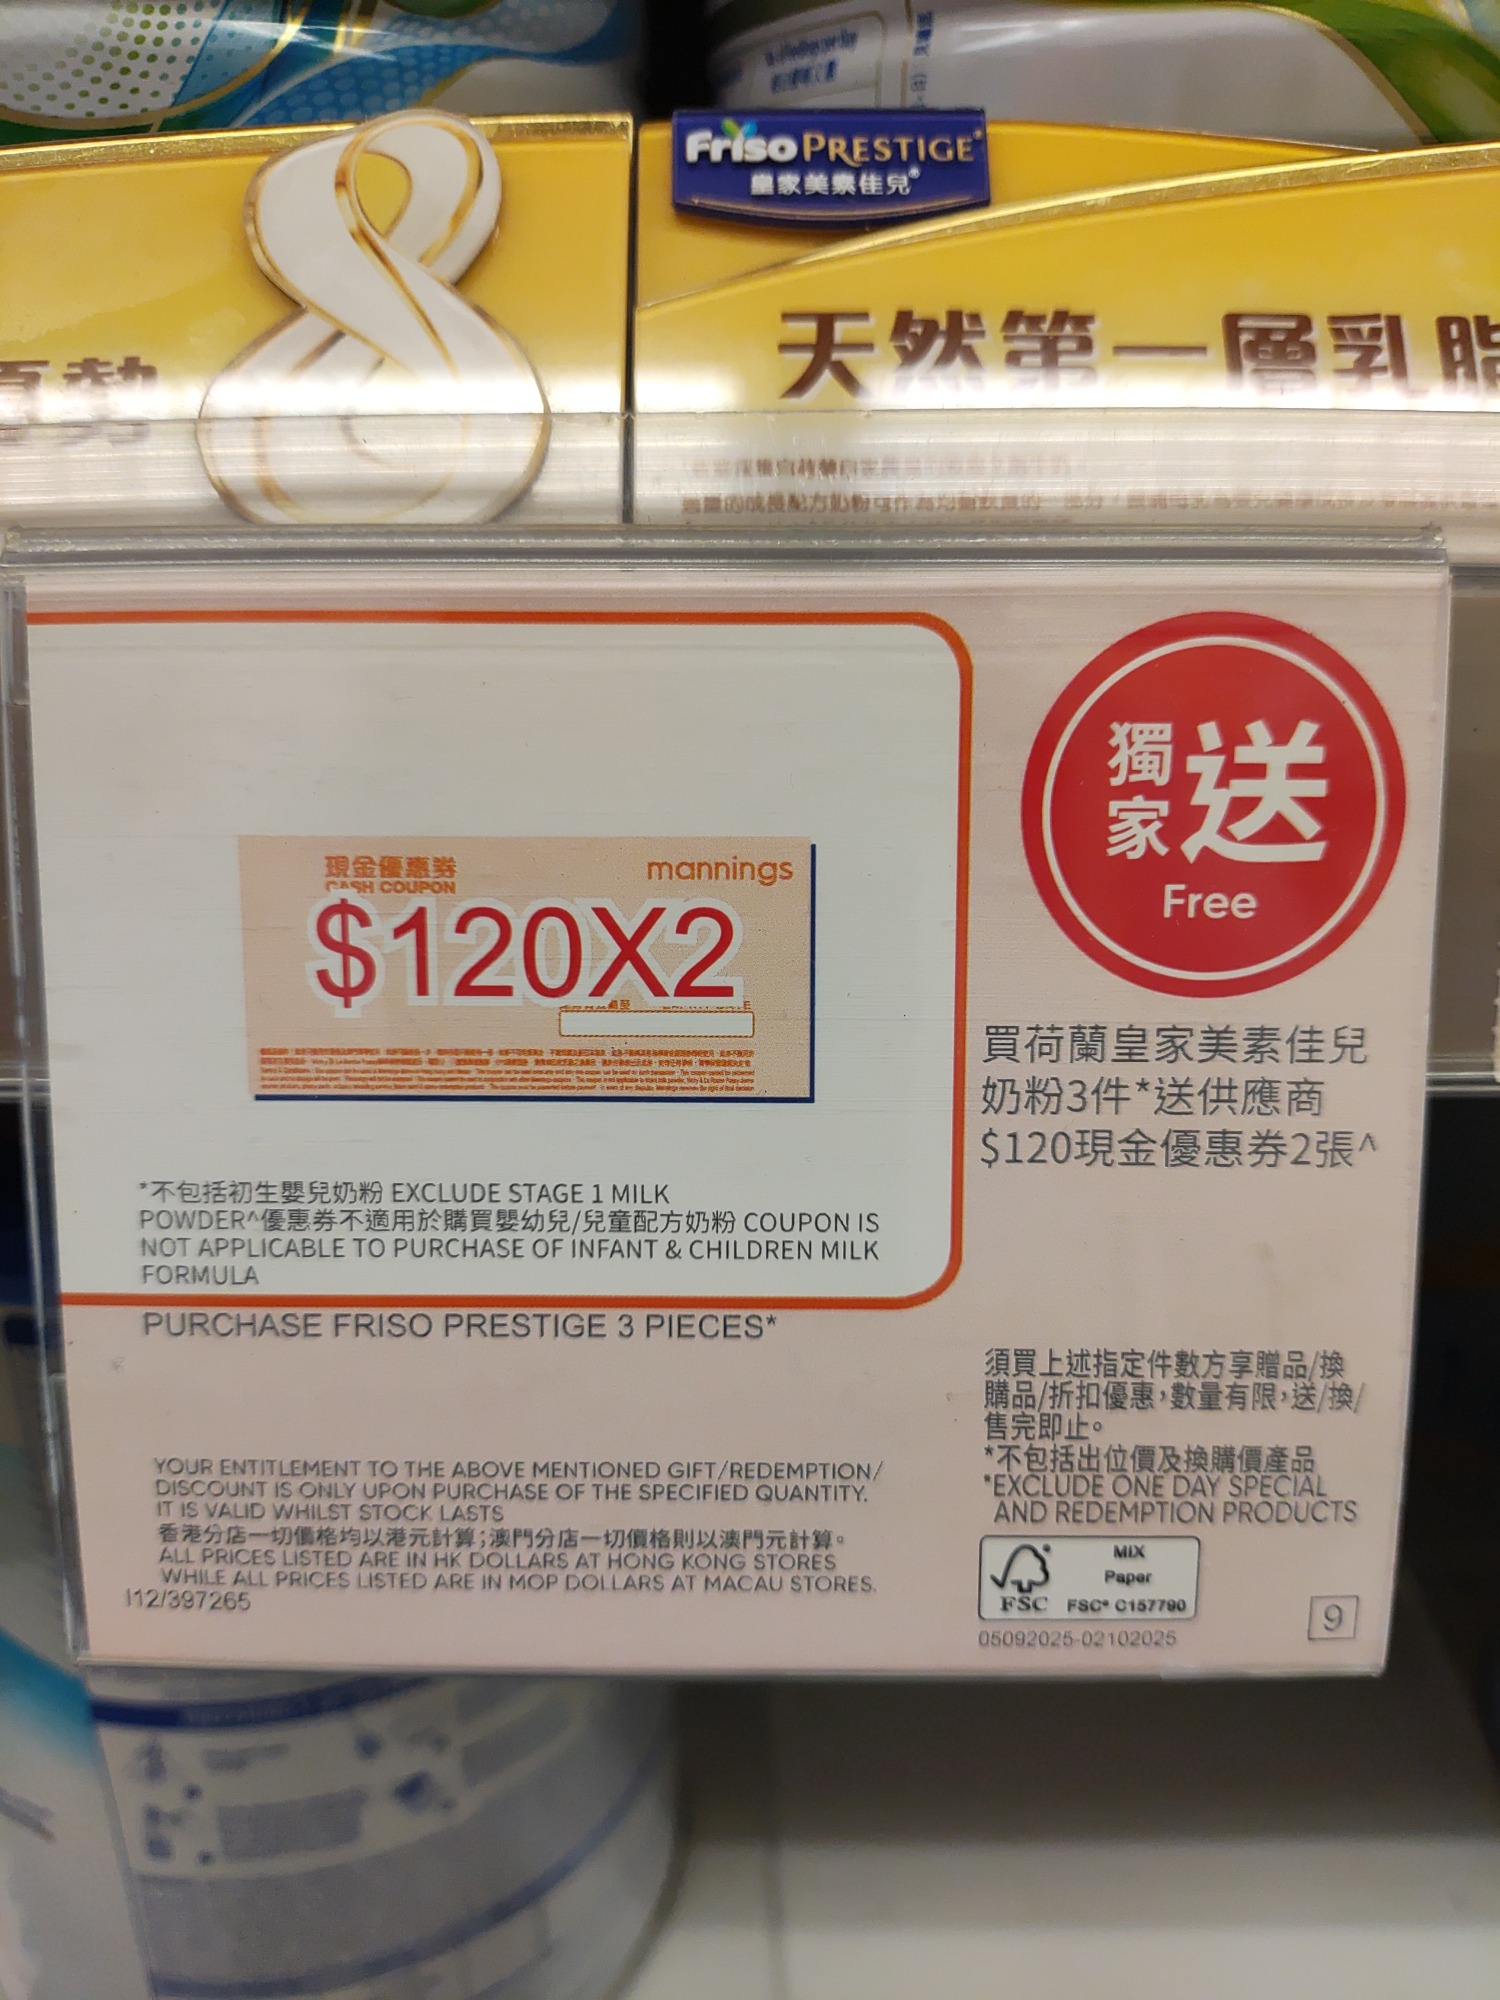 Friso PRESTIGE
皇家美素佳兒®
天然第一層乳脂
獨家送
Free
現金優惠券
CASH COUPON
mannings
$120X2
買荷蘭皇家美素佳兒
奶粉3件*送供應商
$120現金優惠券2張^
*不包括初生嬰兒奶粉 EXCLUDE STAGE 1 MILK
POWDER^優惠券不適用於購買嬰幼兒/兒童配方奶粉 COUPON IS
NOT APPLICABLE TO PURCHASE OF INFANT & CHILDREN MILK
FORMULA
PURCHASE FRISO PRESTIGE 3 PIECES*
須買上述指定件數方享贈品/換
購品/折扣優惠，數量有限，送/換/
售完即止。
*不包括出位價及換購價產品
*EXCLUDE ONE DAY SPECIAL
AND REDEMPTION PRODUCTS
YOUR ENTITLEMENT TO THE ABOVE MENTIONED GIFT/REDEMPTION/
DISCOUNT IS ONLY UPON PURCHASE OF THE SPECIFIED QUANTITY.
IT IS VALID WHILST STOCK LASTS
香港分店一切價格均以港元計算；澳門分店一切價格則以澳門元計算。
ALL PRICES LISTED ARE IN HK DOLLARS AT HONG KONG STORES
WHILE ALL PRICES LISTED ARE IN MOP DOLLARS AT MACAU STORES.
I12/397265
MIX
Paper
FSC FSC® C157790
05092025-02102025
9